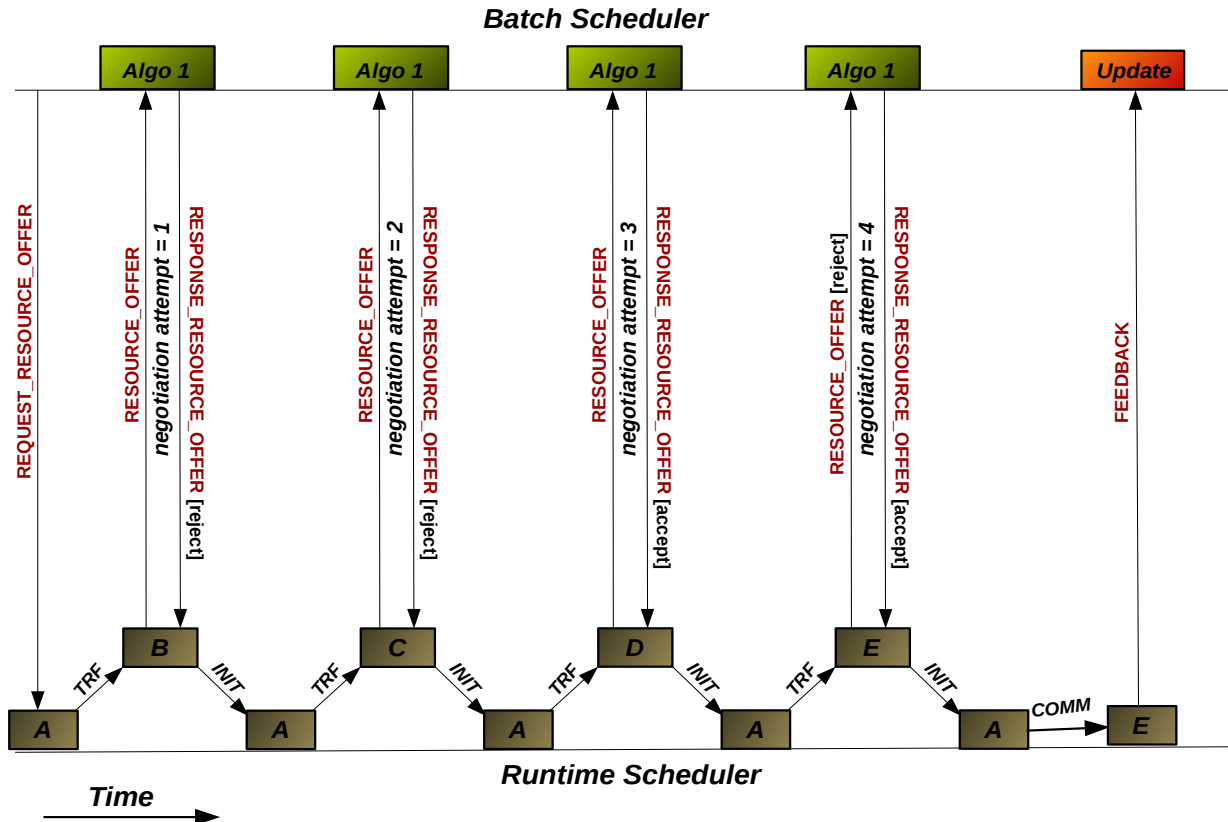 Batch Scheduler
Algo 1
Algo 1
Algo 1
Algo 1
Update
REQUEST_RESOURCE_OFFER
RESOURCE_OFFER
negotiation attempt = 1
RESPONSE_RESOURCE_OFFER [reject]
RESOURCE_OFFER
negotiation attempt = 2
RESPONSE_RESOURCE_OFFER [reject]
RESOURCE_OFFER
negotiation attempt = 3
RESPONSE_RESOURCE_OFFER [accept]
RESOURCE_OFFER [reject]
negotiation attempt = 4
RESPONSE_RESOURCE_OFFER [accept]
FEEDBACK
B
C
D
E
TRF
INIT
TRF
INIT
TRF
INIT
TRF
INIT
COMM
A
A
A
A
A
E
Runtime Scheduler
Time